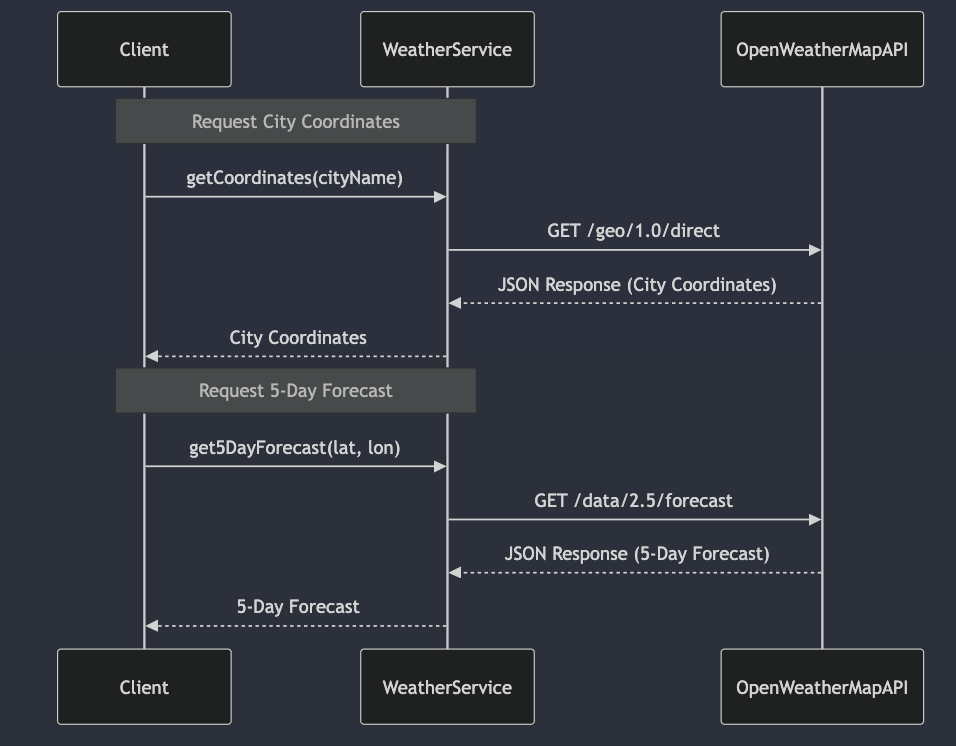 Client
WeatherService
OpenWeatherMapAPI
Request City Coordinates
getCoordinates(cityName)
GET /geo/1.0/direct
JSON Response (City Coordinates)
City Coordinates
Request 5-Day Forecast
get5DayForecast(lat, lon)
GET /data/2.5/forecast
JSON Response (5-Day Forecast)
5-Day Forecast
Client
WeatherService
OpenWeatherMapAPI